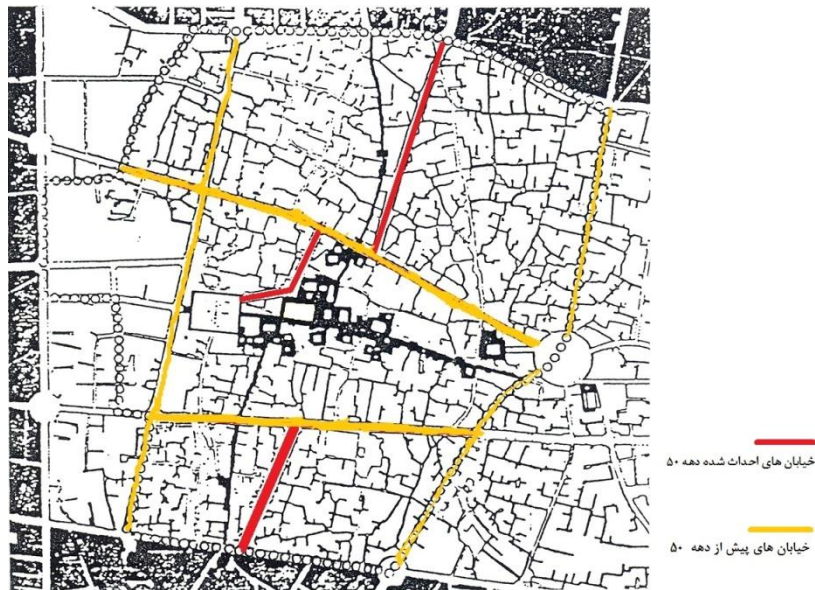 خیابان های احداث شده دهه ۵۰
خیابان های پیش از دهه ۵۰